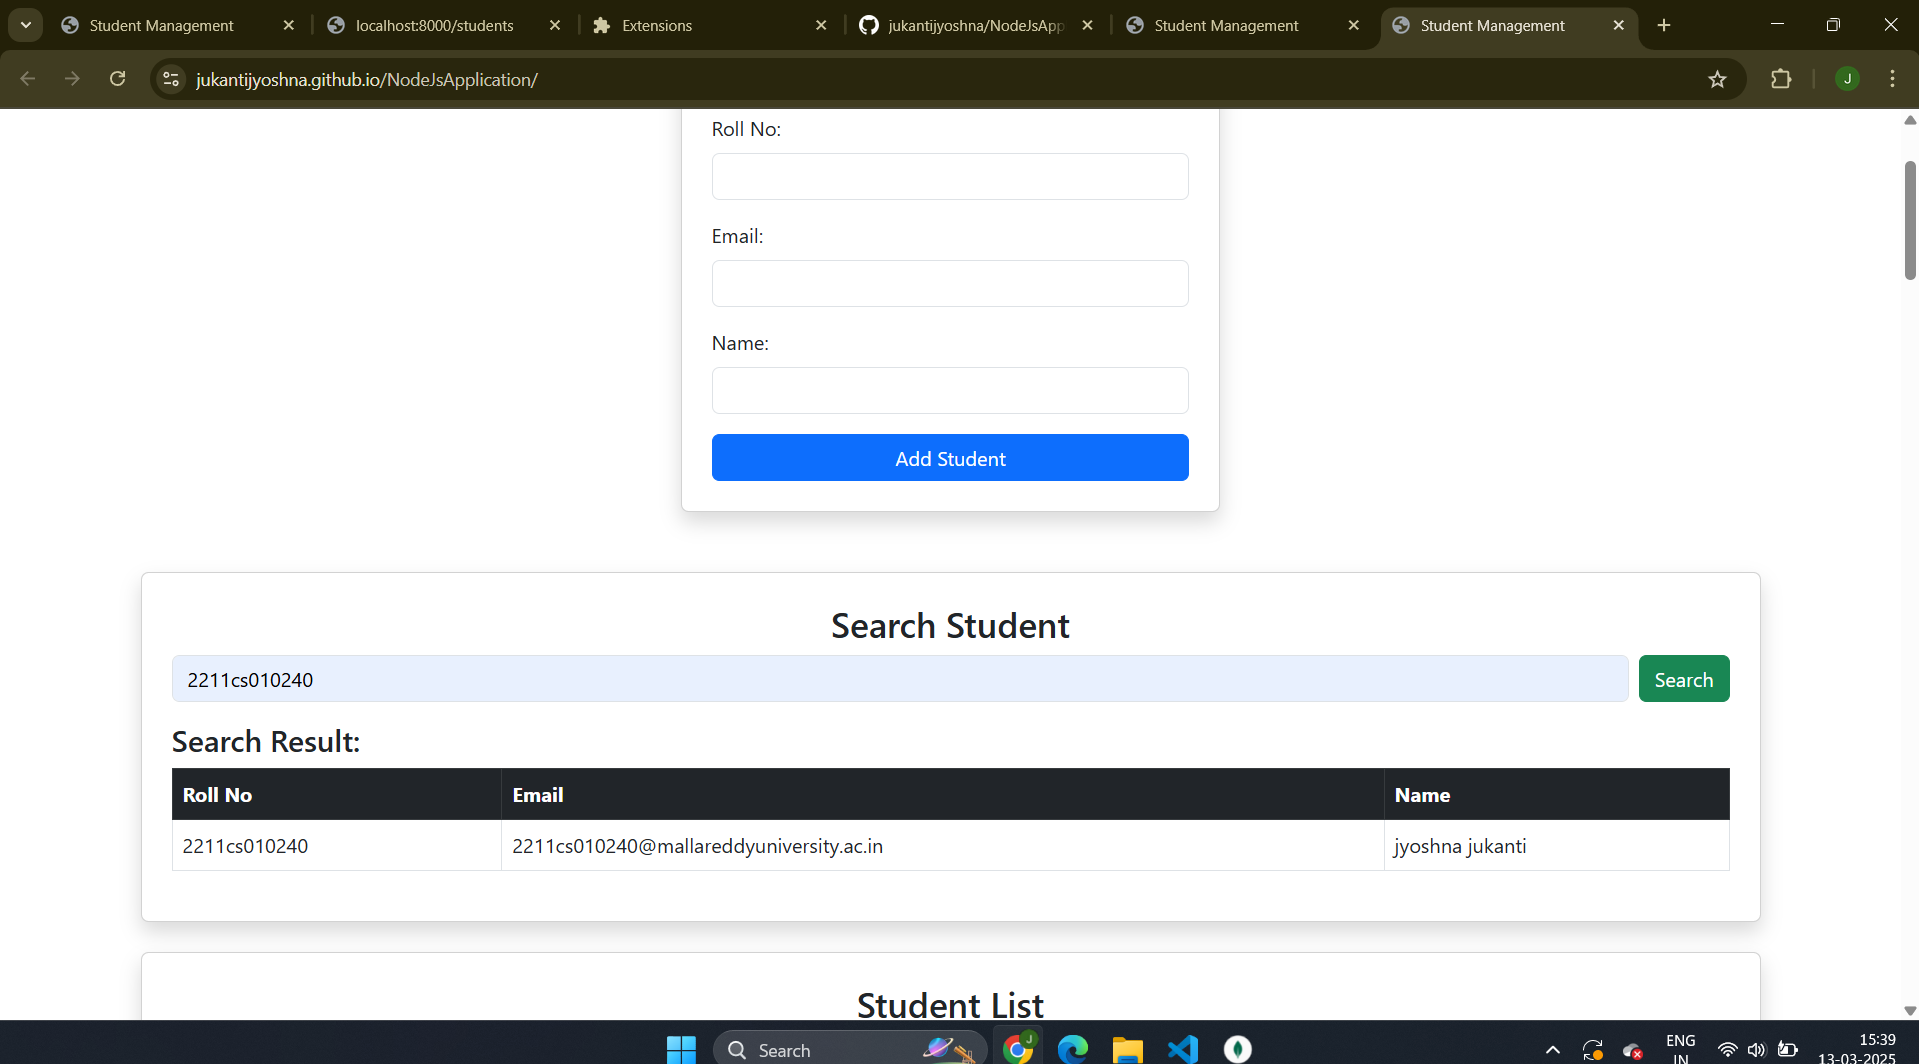 Student Management
localhost:8000/students
Extensions
jukantijyoshna/NodeJsApp
Student Management
Student Management
jukantijyoshna.github.io/NodeJsApplication/
J
Roll No:
Email:
Name:
Add Student
Search Student
2211cs010240
Search
Search Result:
Roll No Email Name
2211cs010240 2211cs010240@mallareddyuniversity.ac.in jyoshna jukanti
Student List
Search
J
ENG
IN
15:39
13-03-2025